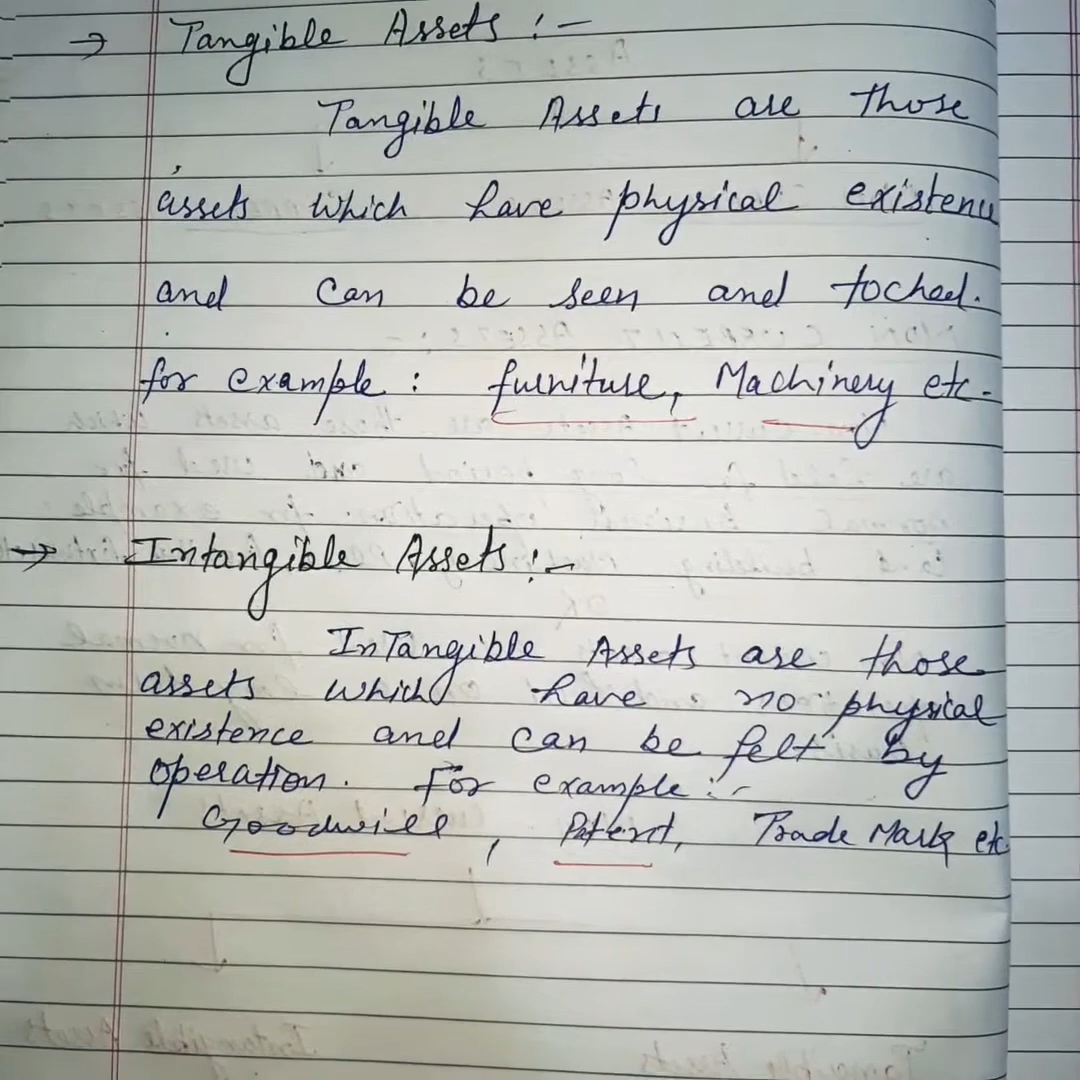 → Tangible Assets :-
Tangible Assets are those
assets which have physical existence
and can be seen and toched.
for example : furniture, Machinery etc.
→ Intangible Assets :-
InTangible Assets are those
assets which have no physical
existence and can be felt by
operation. For example :-
Goodwill, Patent, Trade Mark etc.